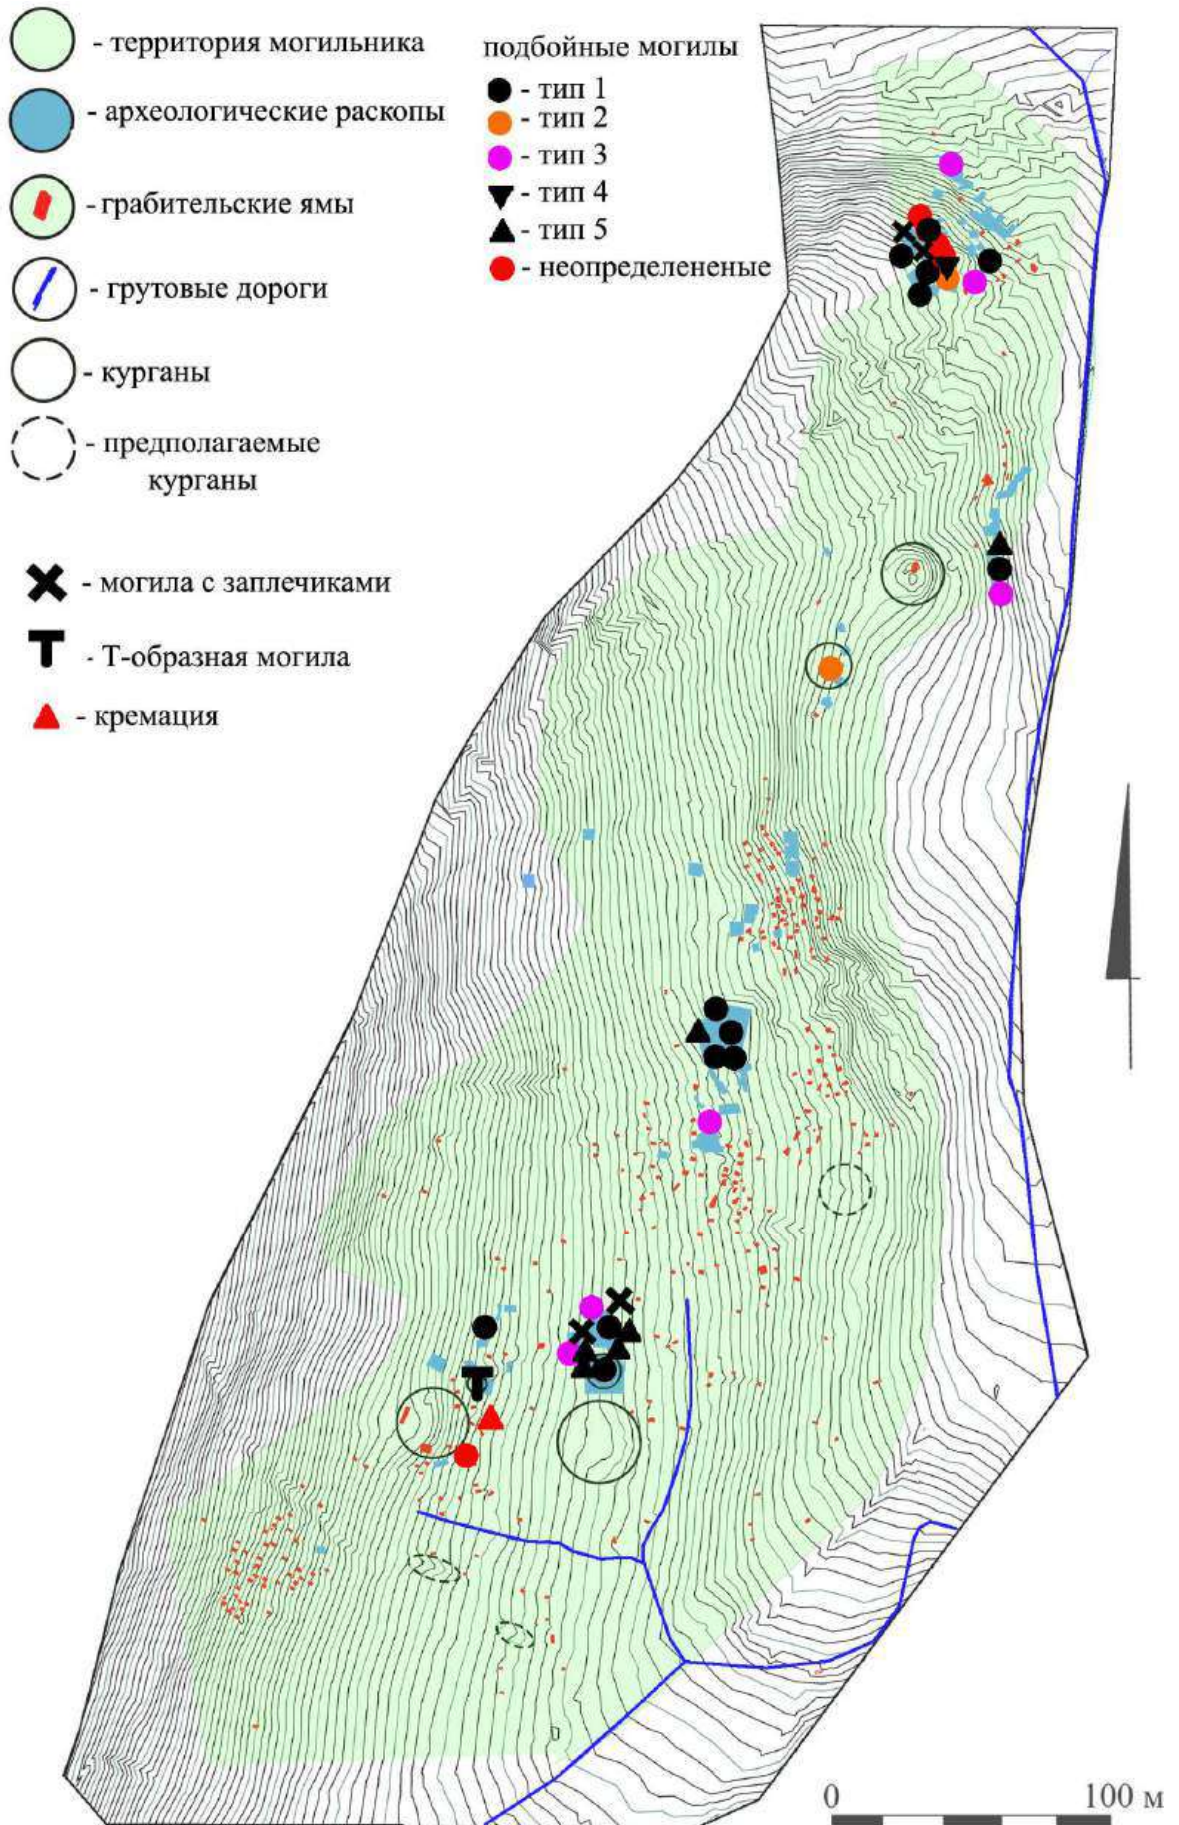 - территория могильника
- археологические раскопы
- грабительские ямы
- грутовые дороги
- курганы
- предполагаемые
курганы
- могила с заплечиками
- Т-образная могила
- кремация
подбойные могилы
- тип 1
- тип 2
- тип 3
- тип 4
- тип 5
- неопределененые
0 100 м